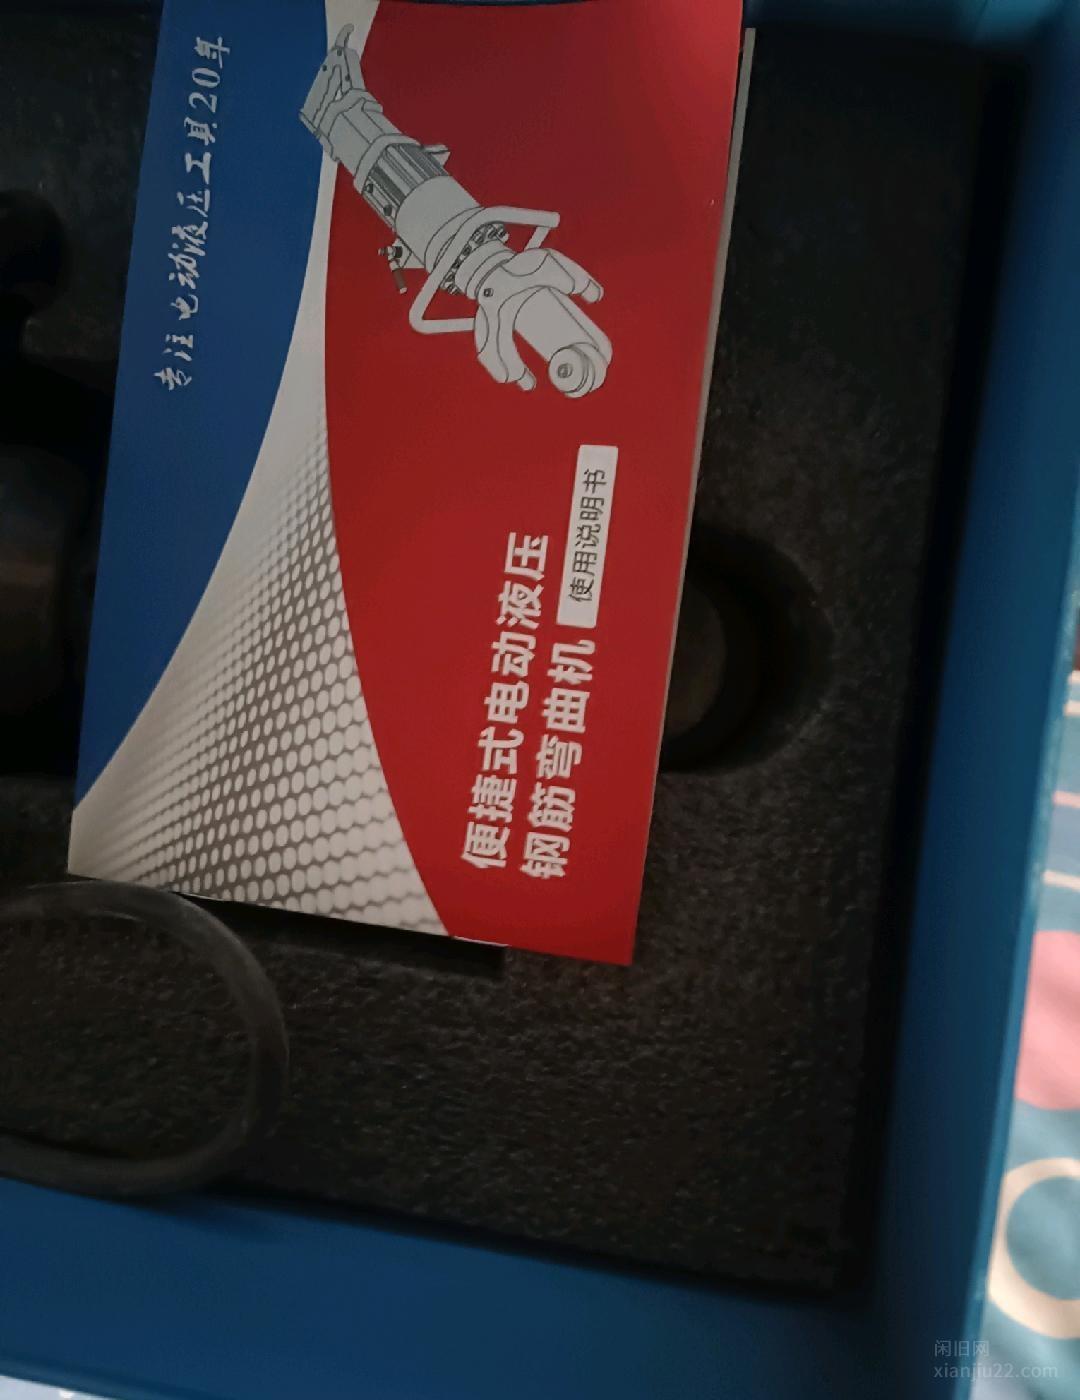 专注电动液压工具20年
便捷式电动液压
钢筋弯曲机 使用说明书
闲旧网
xianjiu22.com